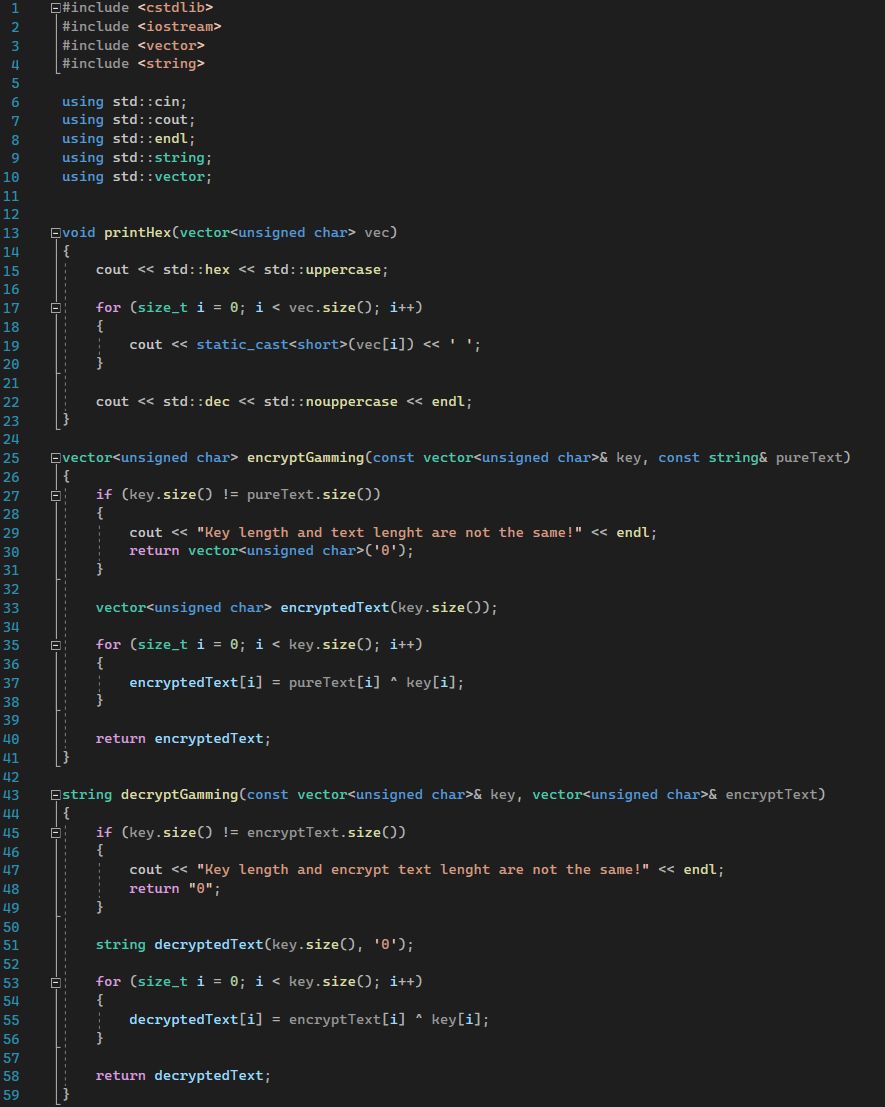 1 #include <cstdlib>
2 #include <iostream>
3 #include <vector>
4 #include <string>
5
6 using std::cin;
7 using std::cout;
8 using std::endl;
9 using std::string;
10 using std::vector;
11
12
13 void printHex(vector<unsigned char> vec)
14 {
15     cout << std::hex << std::uppercase;
16
17     for (size_t i = 0; i < vec.size(); i++)
18     {
19         cout << static_cast<short>(vec[i]) << ' ';
20     }
21
22     cout << std::dec << std::nouppercase << endl;
23 }
24
25 vector<unsigned char> encryptGamming(const vector<unsigned char>& key, const string& pureText)
26 {
27     if (key.size() != pureText.size())
28     {
29         cout << "Key length and text lenght are not the same!" << endl;
30         return vector<unsigned char>('0');
31     }
32
33     vector<unsigned char> encryptedText(key.size());
34
35     for (size_t i = 0; i < key.size(); i++)
36     {
37         encryptedText[i] = pureText[i] ^ key[i];
38     }
39
40     return encryptedText;
41 }
42
43 string decryptGamming(const vector<unsigned char>& key, vector<unsigned char>& encryptText)
44 {
45     if (key.size() != encryptText.size())
46     {
47         cout << "Key length and encrypt text lenght are not the same!" << endl;
48         return "0";
49     }
50
51     string decryptedText(key.size(), '0');
52
53     for (size_t i = 0; i < key.size(); i++)
54     {
55         decryptedText[i] = encryptText[i] ^ key[i];
56     }
57
58     return decryptedText;
59 }